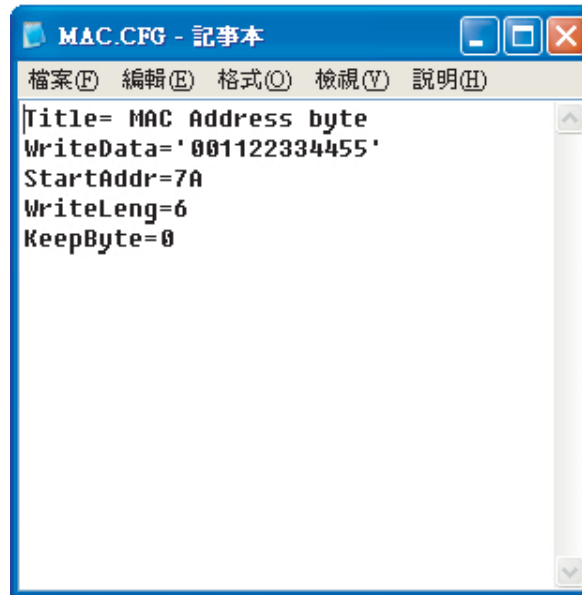 MAC.CFG - 記事本
檔案(F) 編輯(E) 格式(O) 檢視(V) 說明(H)
Title= MAC Address byte
WriteData='001122334455'
StartAddr=7A
WriteLeng=6
KeepByte=0